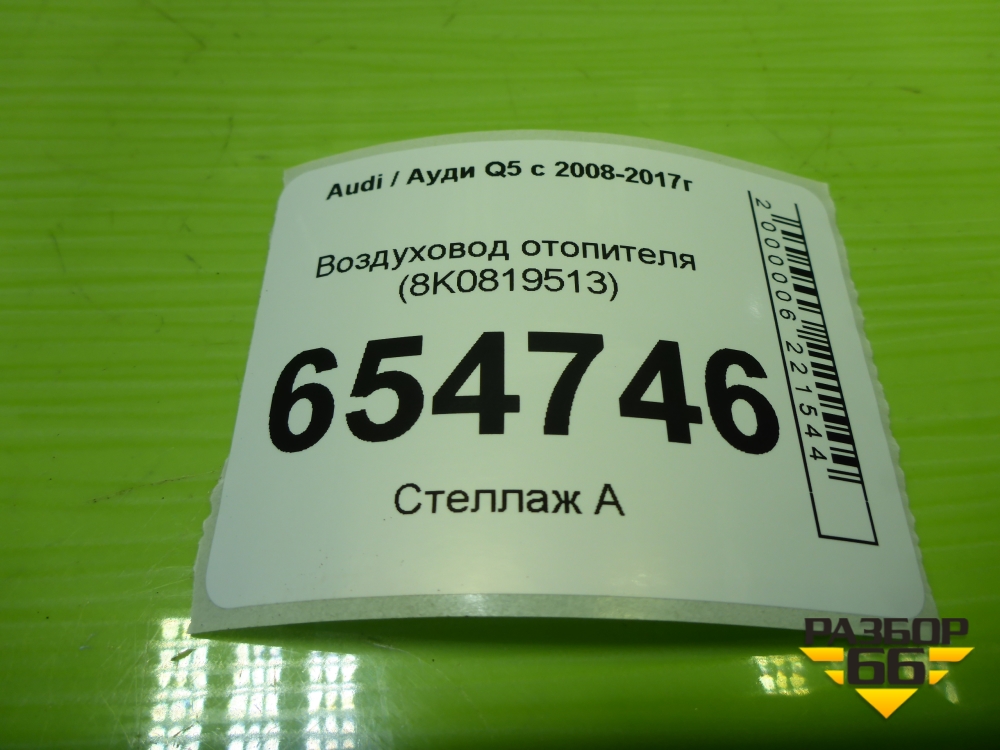 Audi / Ауди Q5 с 2008-2017г
Воздуховод отопителя
(8K0819513)
654746
Стеллаж А
2000006221544
РАЗБОР
66